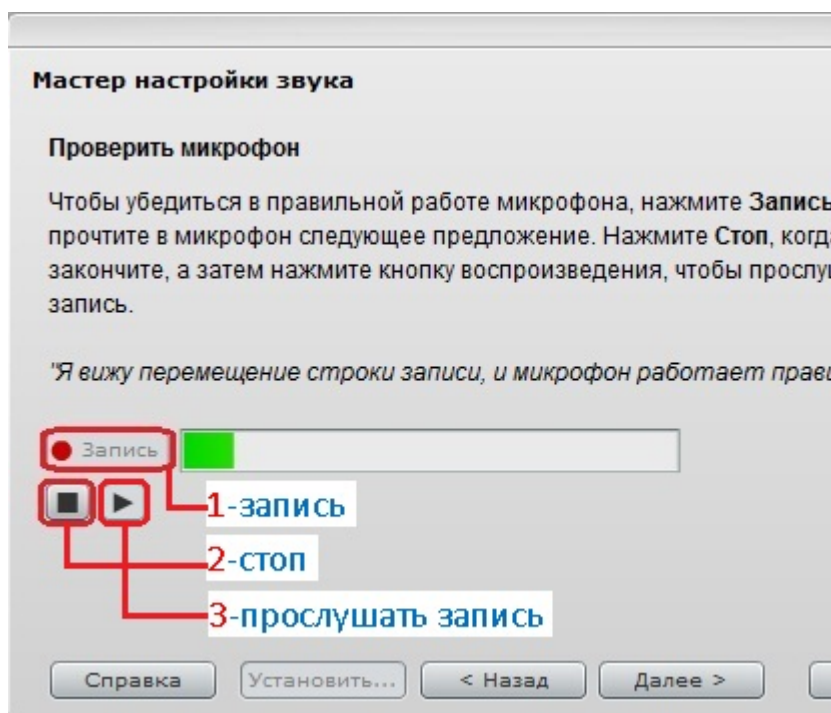 Мастер настройки звука
Проверить микрофон
Чтобы убедиться в правильной работе микрофона, нажмите Запись
прочтите в микрофон следующее предложение. Нажмите Стоп, когда
закончите, а затем нажмите кнопку воспроизведения, чтобы
запись.
"Я вижу перемещение строки записи, и микрофон работает
Запись
1-запись
2-стоп
3-прослушать запись
Справка
Установить...
< Назад
Далее >